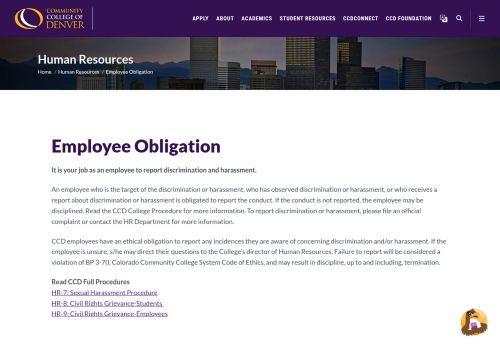 COMMUNITY
COLLEGE OF
DENVER
APPLY ABOUT ACADEMICS STUDENT RESOURCES CCDCONNECT CCD FOUNDATION
Human Resources
Home / Human Resources / Employee Obligation
Employee Obligation
It is your job as an employee to report discrimination and harassment.
An employee who is the target of the discrimination or harassment, who has observed discrimination or harassment, or who receives a
report about discrimination or harassment is obligated to report the conduct. If the conduct is not reported, the employee may be
disciplined. Read the CCD College Procedure for more information. To report discrimination or harassment, please file an official
complaint or contact the HR Department for more information.
CCD employees have an ethical obligation to report any incidences they are aware of concerning discrimination and/or harassment. If the
employee is unsure, s/he may direct their questions to the College's director of Human Resources. Failure to report will be considered a
violation of BP 3-70, Colorado Community College System Code of Ethics, and may result in discipline, up to and including, termination.
Read CCD Full Procedures
HR-7: Sexual Harassment Procedure
HR-8: Civil Rights Grievance-Students
HR-9: Civil Rights Grievance-Employees